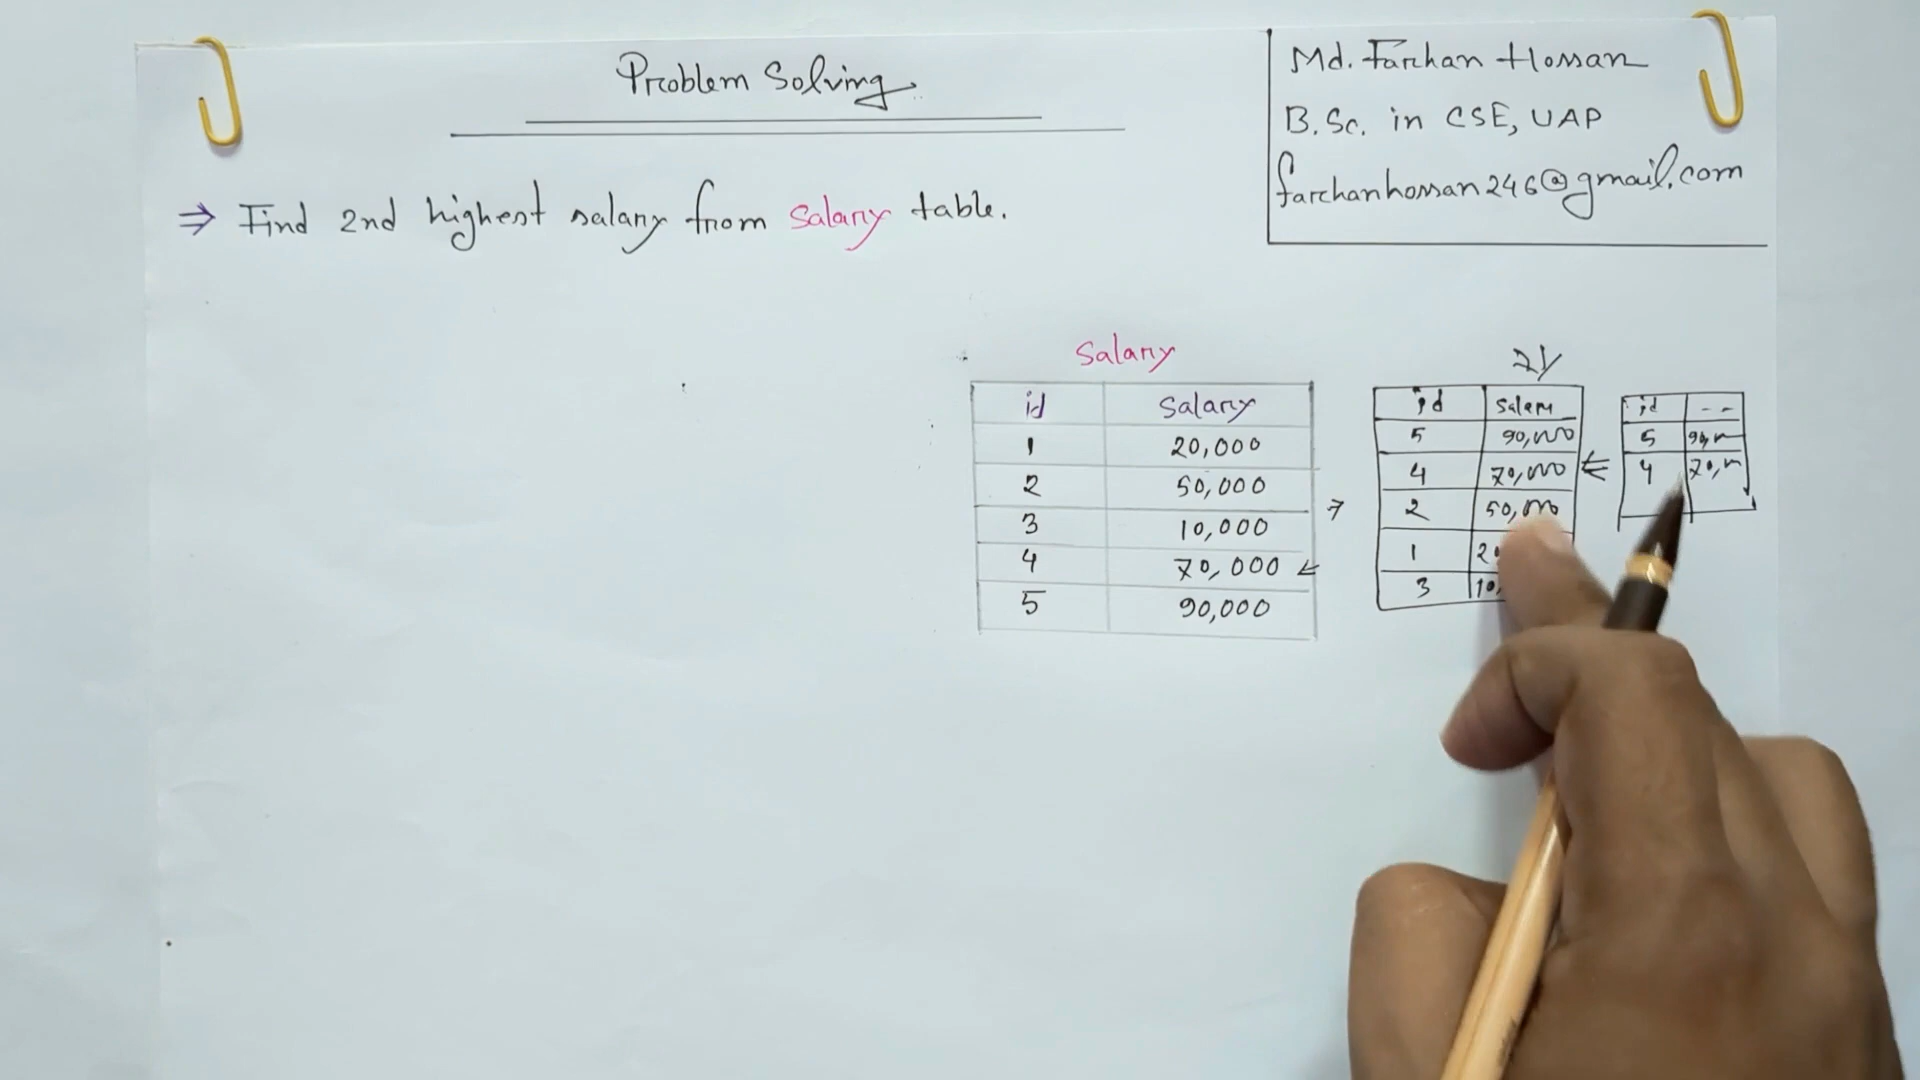 Problem Solving
Md. Farhan Hossan
B.Sc. in CSE, UAP
farhanhossan246@gmail.com
⇒ Find 2nd highest salary from Salary table.
Salary
id Salary
1 20,000
2 50,000
3 10,000
4 70,000
5 90,000
id Salary
5 90,000
4 70,000
2 50,000
1
3 10,
id --
5
4